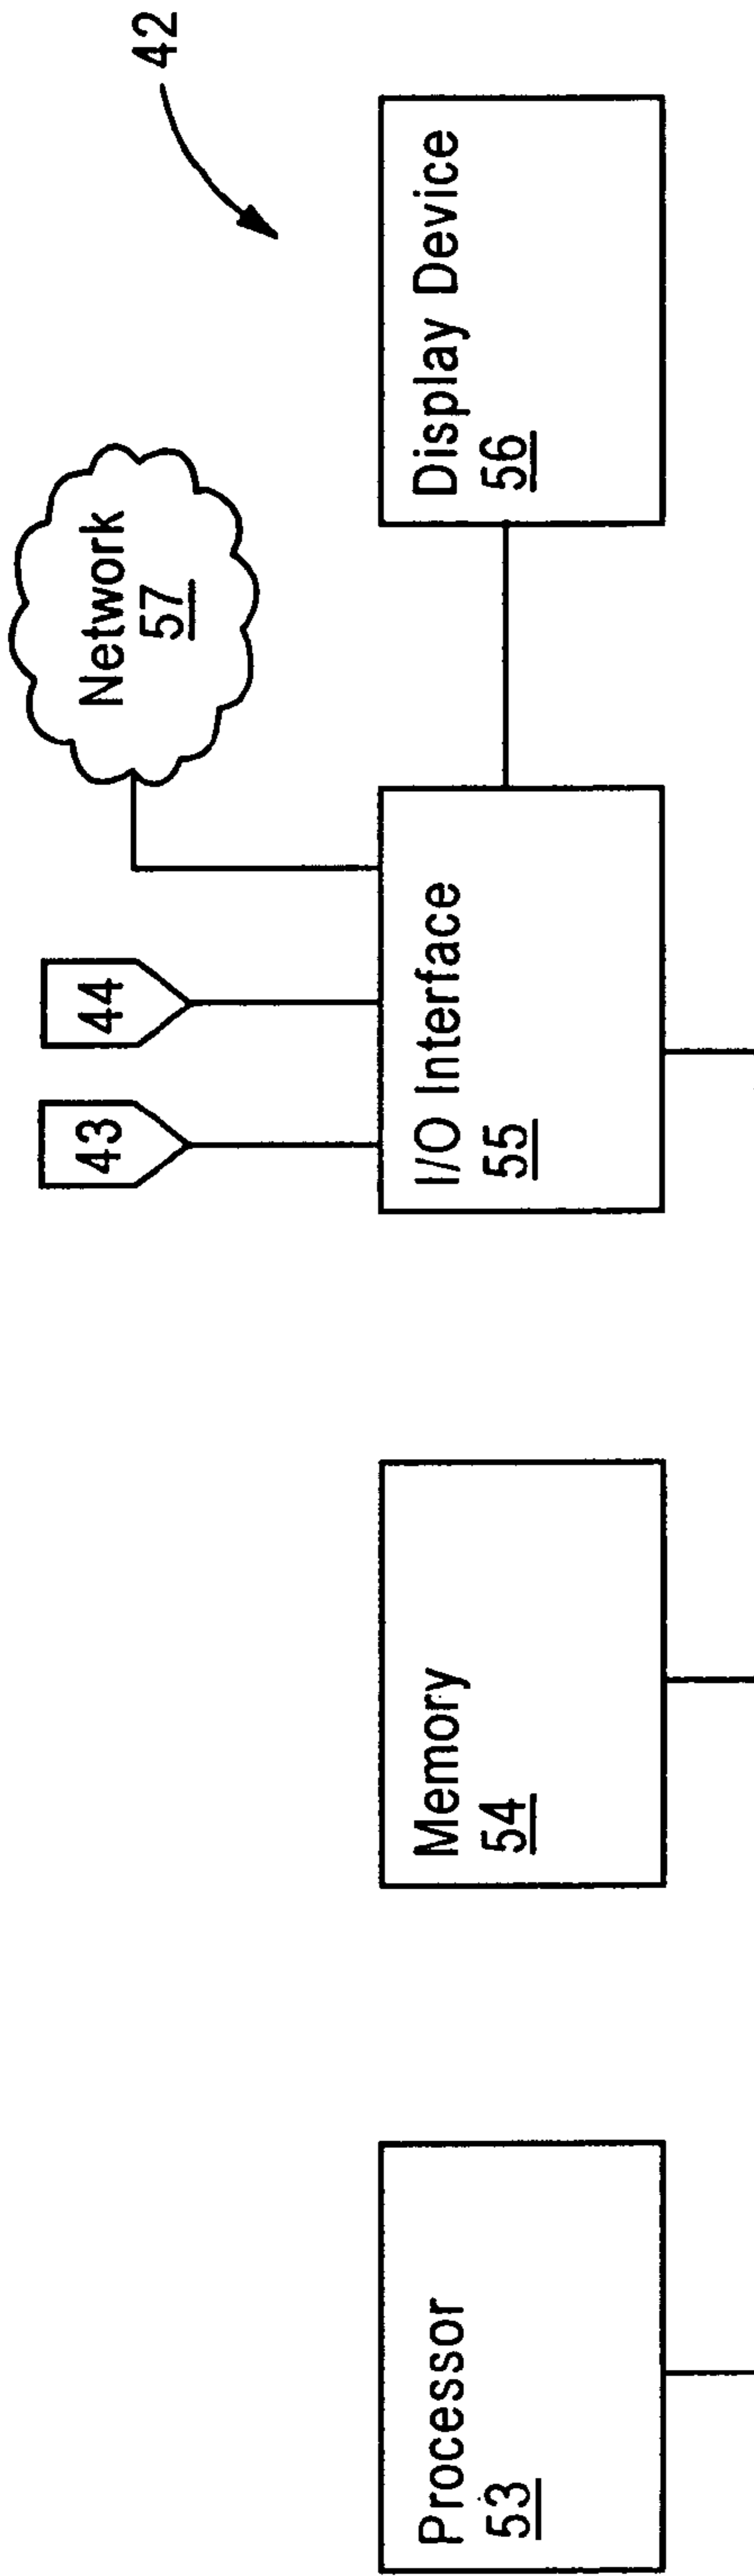 42
Network
57
43
44
Processor
53
Memory
54
I/O Interface
55
Display Device
56